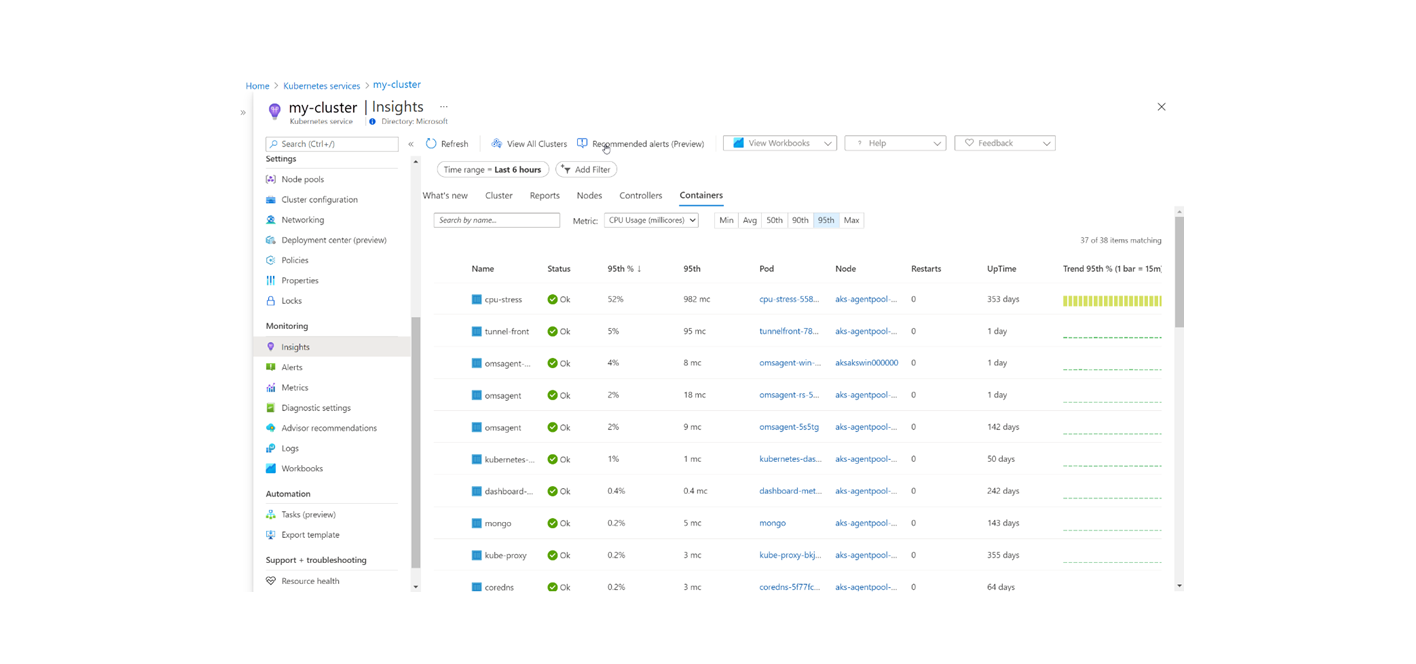 Home > Kubernetes services > my-cluster
»
my-cluster | Insights ...
Kubernetes service Directory: Microsoft
Search (Ctrl+/) «
Settings
Node pools
Cluster configuration
Networking
Deployment center (preview)
Policies
Properties
Locks
Monitoring
Insights
Alerts
Metrics
Diagnostic settings
Advisor recommendations
Logs
Workbooks
Automation
Tasks (preview)
Export template
Support + troubleshooting
Resource health
Refresh View All Clusters Recommended alerts (Preview) View Workbooks ? Help Feedback
Time range = Last 6 hours Add Filter
What's new Cluster Reports Nodes Controllers Containers
Search by name... Metric: CPU Usage (millicores) Min Avg 50th 90th 95th Max
37 of 38 items matching
Name Status 95th % ↓ 95th Pod Node Restarts UpTime Trend 95th % (1 bar = 15m)
cpu-stress Ok 52% 982 mc cpu-stress-558... aks-agentpool-... 0 353 days
tunnel-front Ok 5% 95 mc tunnelfront-78... aks-agentpool-... 0 1 day
omsagent-... Ok 4% 8 mc omsagent-win-... aksakswin000000 0 1 day
omsagent Ok 2% 18 mc omsagent-rs-5... aks-agentpool-... 0 1 day
omsagent Ok 2% 9 mc omsagent-5s5tg aks-agentpool-... 0 142 days
kubernetes-... Ok 1% 1 mc kubernetes-das... aks-agentpool-... 0 50 days
dashboard-... Ok 0.4% 0.4 mc dashboard-met... aks-agentpool-... 0 242 days
mongo Ok 0.2% 5 mc mongo aks-agentpool-... 0 143 days
kube-proxy Ok 0.2% 3 mc kube-proxy-bkj... aks-agentpool-... 0 355 days
coredns Ok 0.2% 3 mc coredns-5f77fc... aks-agentpool-... 0 64 days